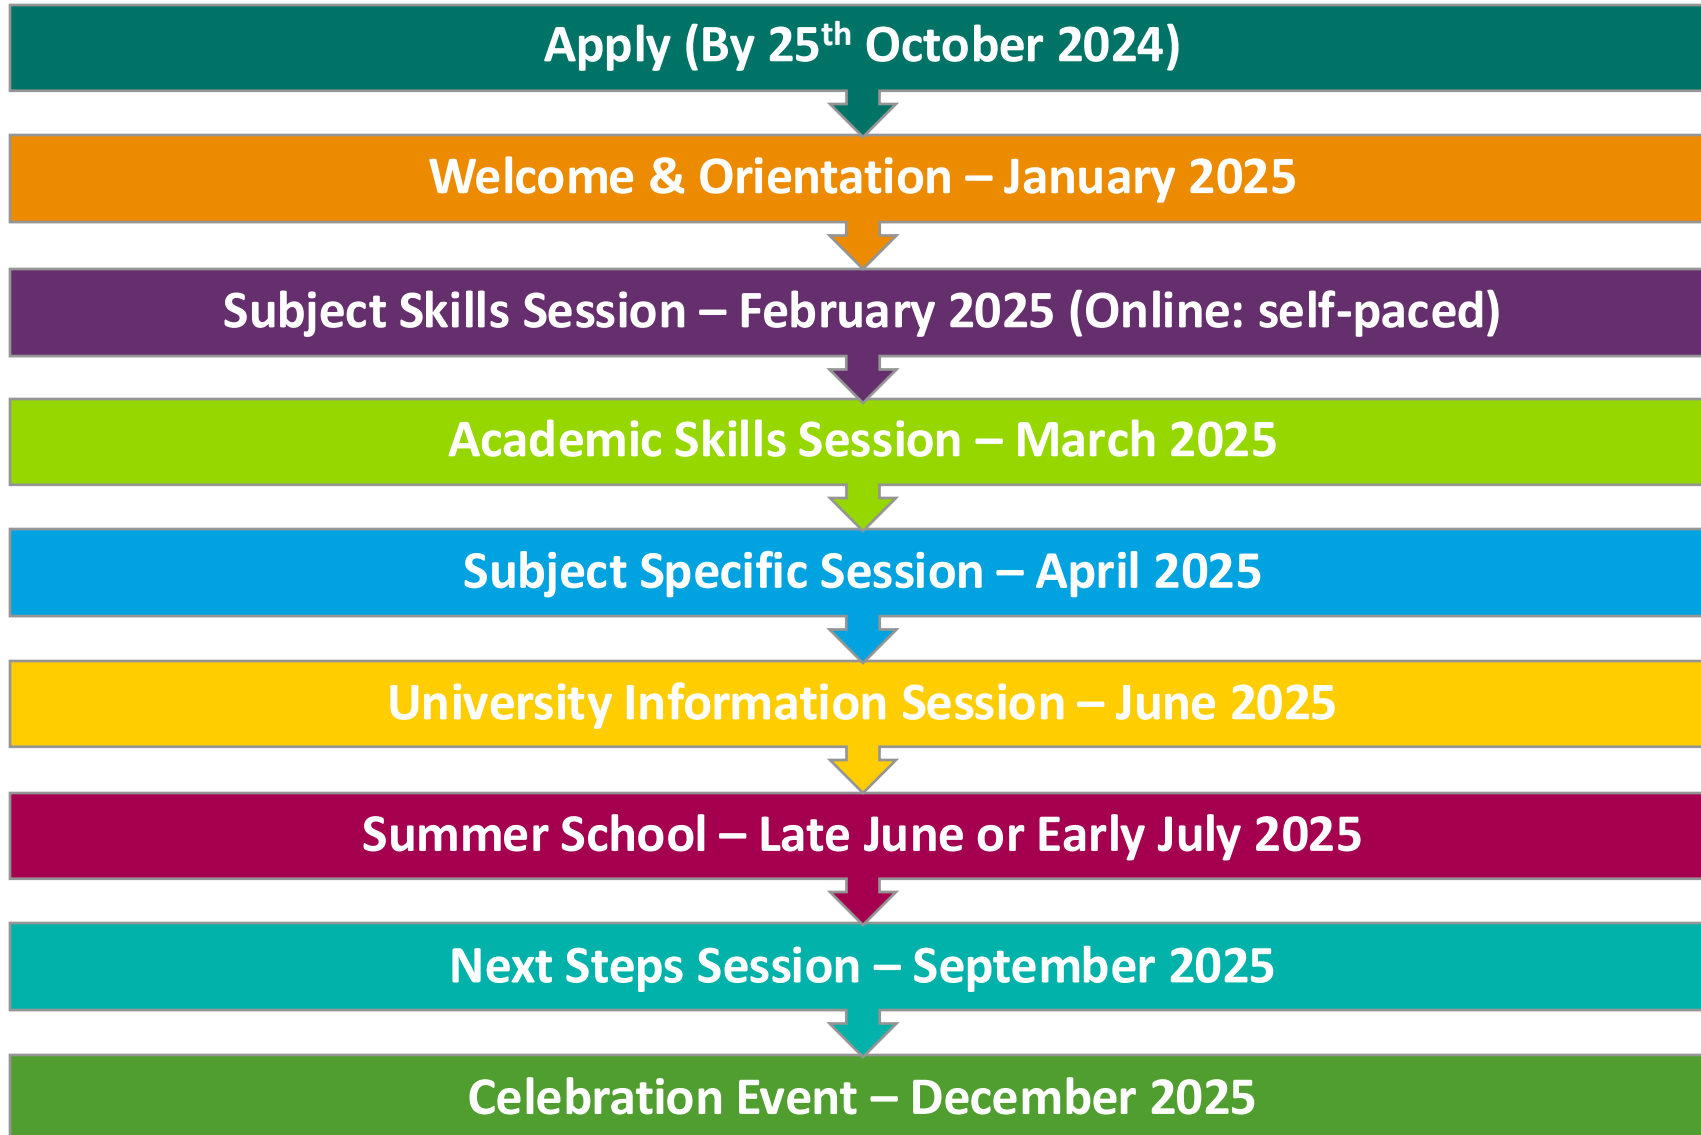 Apply (By 25th October 2024)
Welcome & Orientation – January 2025
Subject Skills Session – February 2025 (Online: self-paced)
Academic Skills Session – March 2025
Subject Specific Session – April 2025
University Information Session – June 2025
Summer School – Late June or Early July 2025
Next Steps Session – September 2025
Celebration Event – December 2025